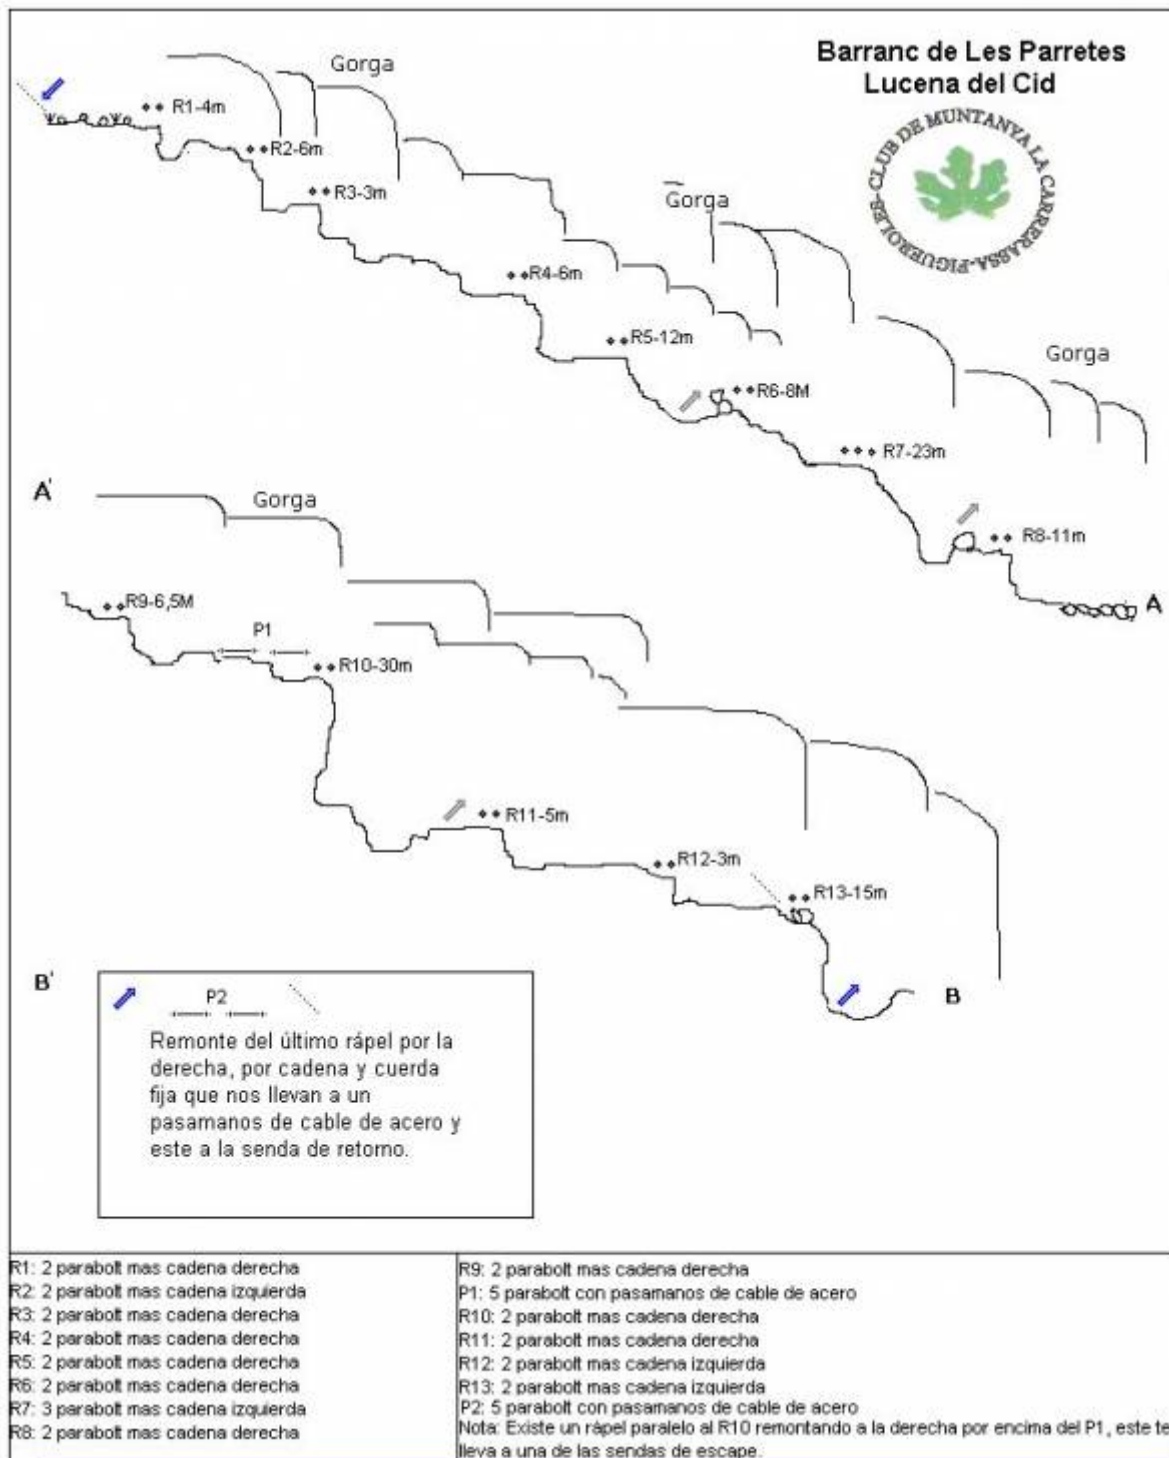 Barranc de Les Parretes
Lucena del Cid
CLUB DE MUNTANYA LA CARRERASSA-FIGUEROLES-
Gorga
R1-4m
R2-6m
R3-3m
Gorga
R4-6m
R5-12m
Gorga
R6-8M
R7-23m
R8-11m
A
A'
Gorga
R9-6,5M
P1
R10-30m
R11-5m
R12-3m
R13-15m
B
B'
P2
Remonte del último rápel por la
derecha, por cadena y cuerda
fija que nos llevan a un
pasamanos de cable de acero y
este a la senda de retorno.
R1: 2 parabolt mas cadena derecha
R2: 2 parabolt mas cadena izquierda
R3: 2 parabolt mas cadena derecha
R4: 2 parabolt mas cadena derecha
R5: 2 parabolt mas cadena derecha
R6: 2 parabolt mas cadena derecha
R7: 3 parabolt mas cadena izquierda
R8: 2 parabolt mas cadena derecha
R9: 2 parabolt mas cadena derecha
P1: 5 parabolt con pasamanos de cable de acero
R10: 2 parabolt mas cadena derecha
R11: 2 parabolt mas cadena derecha
R12: 2 parabolt mas cadena izquierda
R13: 2 parabolt mas cadena izquierda
P2: 5 parabolt con pasamanos de cable de acero
Nota: Existe un rápel paralelo al R10 remontando a la derecha por encima del P1, este te
lleva a una de las sendas de escape.